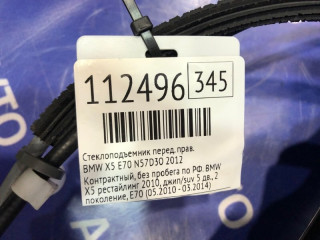 112496 345
Стеклоподъемник перед. прав.
BMW X5 E70 N57D30 2012
Контрактный, без пробега по РФ. BMW
X5 рестайлинг 2010, джип/suv 5 дв., 2
поколение, E70 (05.2010 - 03.2014)